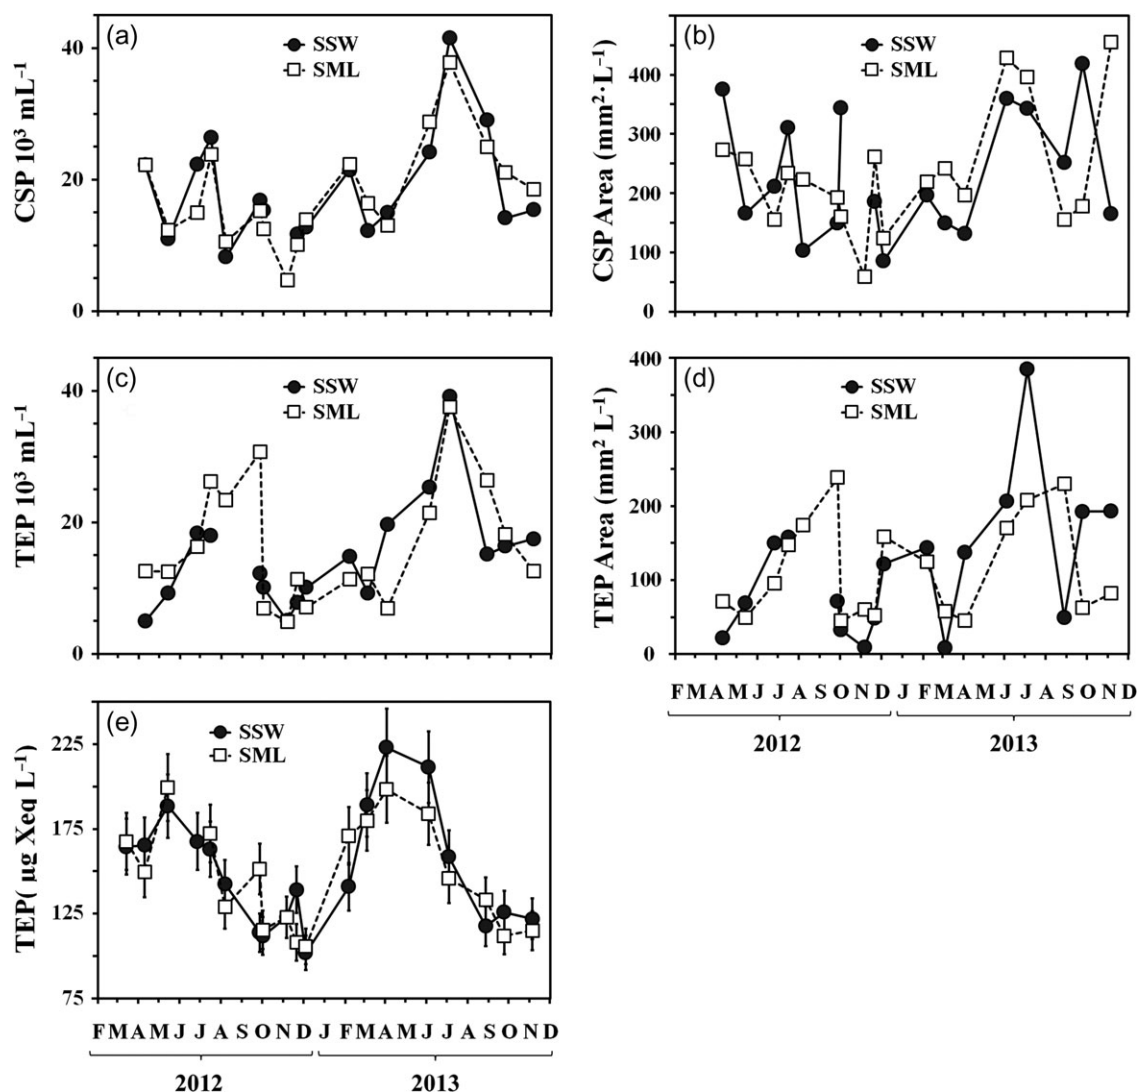 (a)
SSW
SML
CSP 10³ mL⁻¹
40
20
0
(b)
SSW
SML
CSP Area (mm²·L⁻¹)
400
300
200
100
0
(c)
SSW
SML
TEP 10³ mL⁻¹
40
20
0
(d)
SSW
SML
TEP Area (mm² L⁻¹)
400
300
200
100
0
F M A M J J A S O N D J F M A M J J A S O N D
2012 2013
(e)
SSW
SML
TEP( µg Xeq L⁻¹)
225
175
125
75
F M A M J J A S O N D J F M A M J J A S O N D
2012 2013